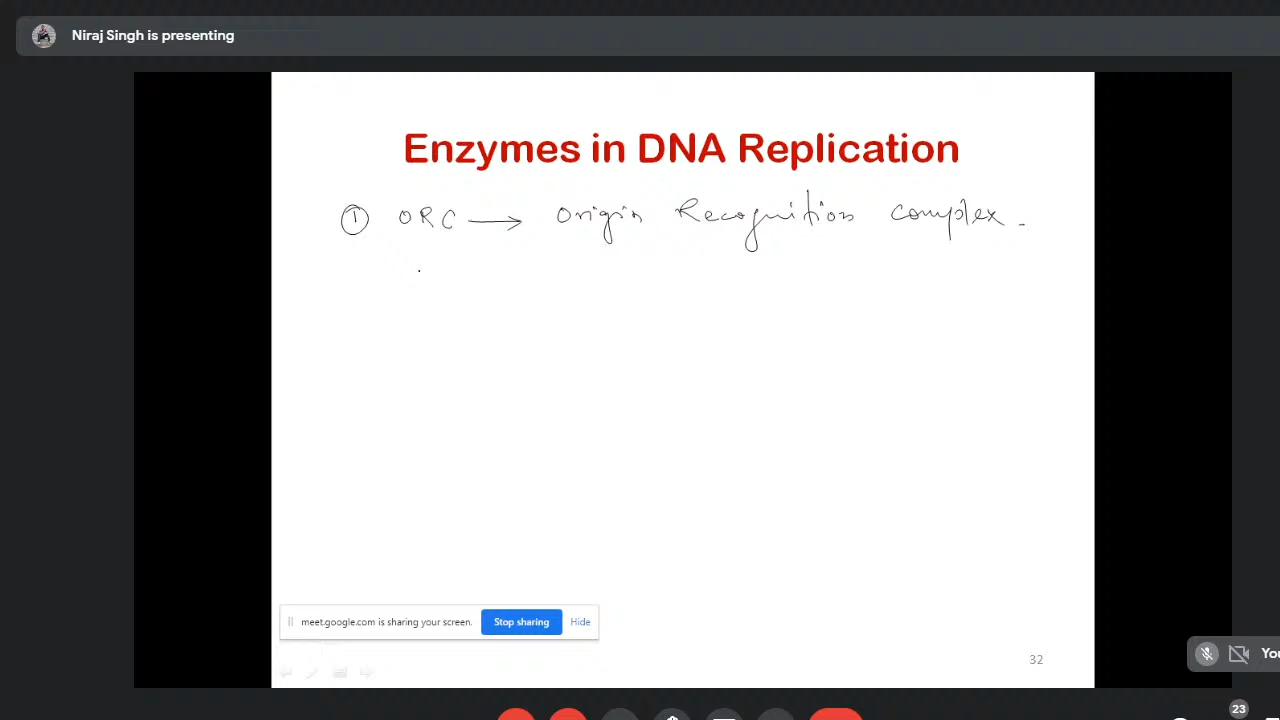 Niraj Singh is presenting
Enzymes in DNA Replication
① ORC → Origin Recognition complex.
meet.google.com is sharing your screen. Stop sharing Hide
32
You
23